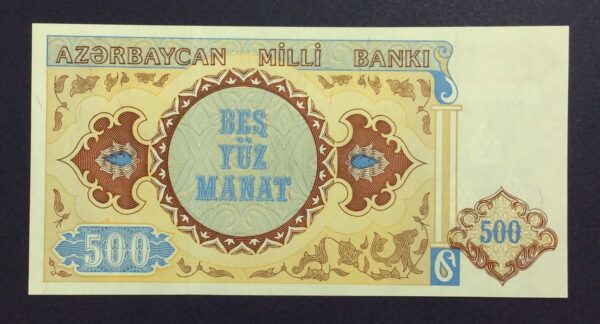 AZƏRBAYCAN MİLLİ BANKI
BEŞ
YÜZ
MANAT
500
500